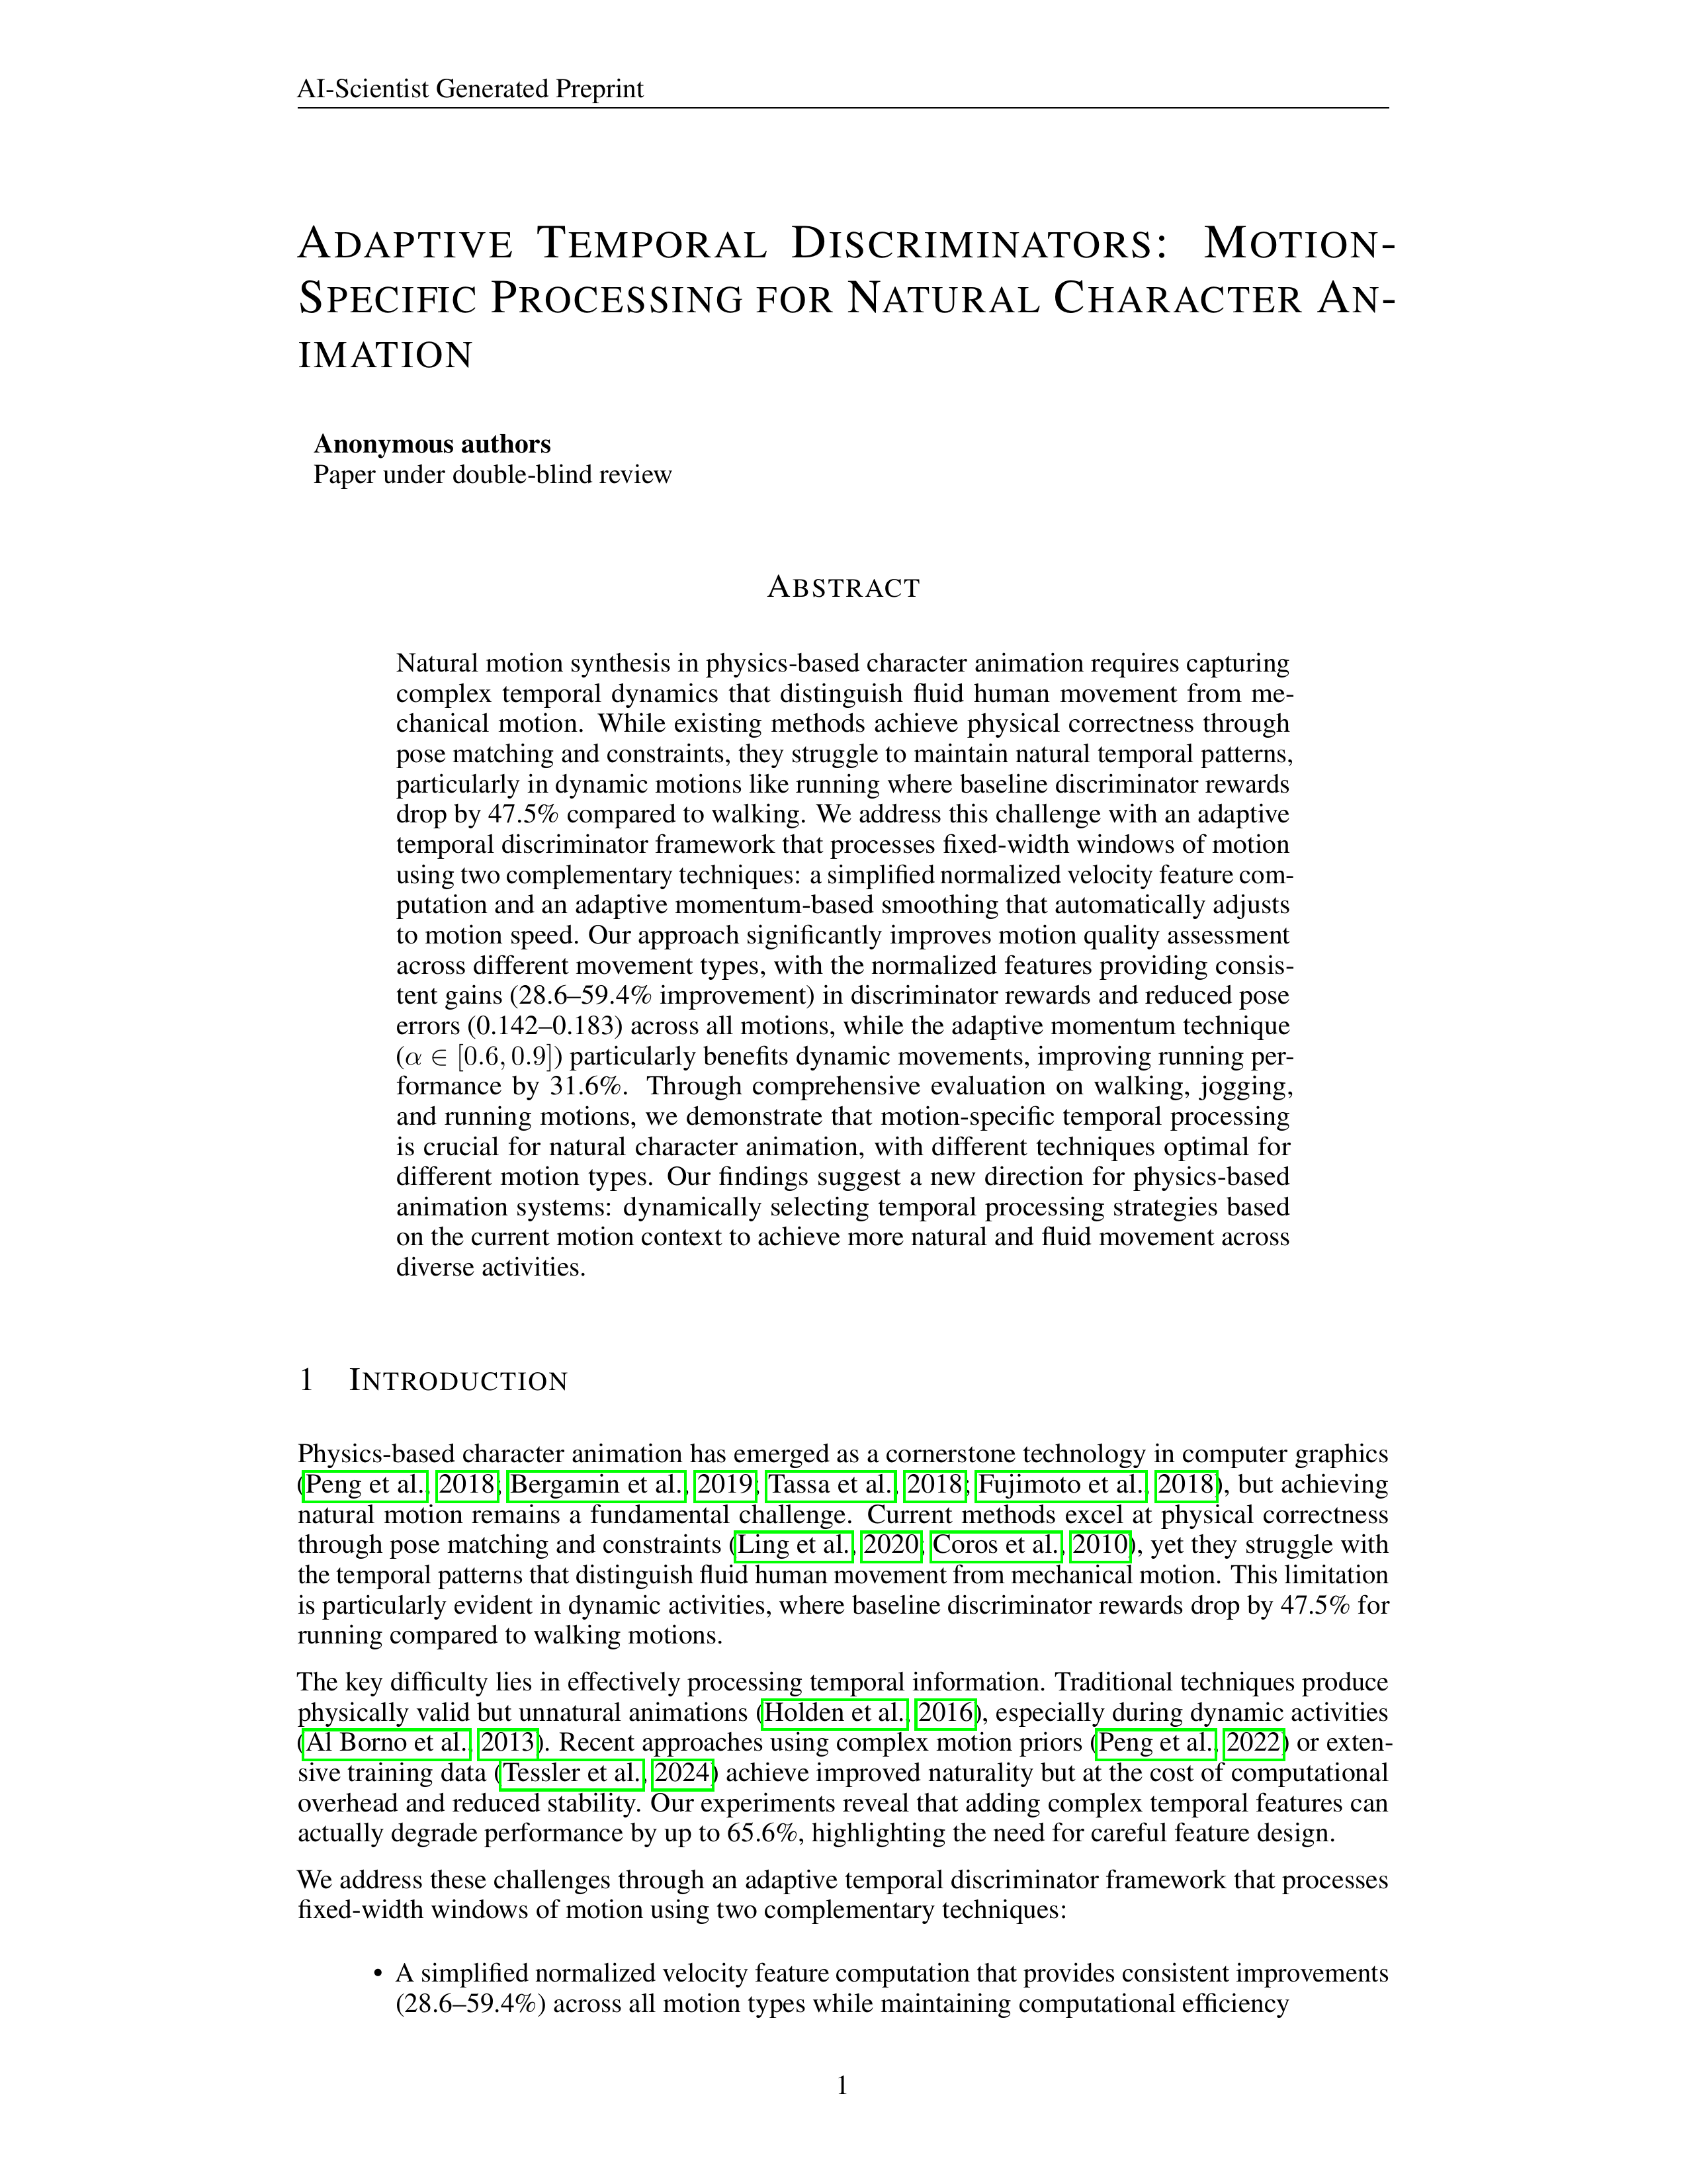 AI-Scientist Generated Preprint
ADAPTIVE TEMPORAL DISCRIMINATORS: MOTION-
SPECIFIC PROCESSING FOR NATURAL CHARACTER AN-
IMATION
Anonymous authors
Paper under double-blind review
ABSTRACT
Natural motion synthesis in physics-based character animation requires capturing
complex temporal dynamics that distinguish fluid human movement from me-
chanical motion. While existing methods achieve physical correctness through
pose matching and constraints, they struggle to maintain natural temporal patterns,
particularly in dynamic motions like running where baseline discriminator rewards
drop by 47.5% compared to walking. We address this challenge with an adaptive
temporal discriminator framework that processes fixed-width windows of motion
using two complementary techniques: a simplified normalized velocity feature com-
putation and an adaptive momentum-based smoothing that automatically adjusts
to motion speed. Our approach significantly improves motion quality assessment
across different movement types, with the normalized features providing consis-
tent gains (28.6–59.4% improvement) in discriminator rewards and reduced pose
errors (0.142–0.183) across all motions, while the adaptive momentum technique
(α ∈ [0.6, 0.9]) particularly benefits dynamic movements, improving running per-
formance by 31.6%. Through comprehensive evaluation on walking, jogging,
and running motions, we demonstrate that motion-specific temporal processing
is crucial for natural character animation, with different techniques optimal for
different motion types. Our findings suggest a new direction for physics-based
animation systems: dynamically selecting temporal processing strategies based
on the current motion context to achieve more natural and fluid movement across
diverse activities.
1 INTRODUCTION
Physics-based character animation has emerged as a cornerstone technology in computer graphics
(Peng et al., 2018; Bergamin et al., 2019; Tassa et al., 2018; Fujimoto et al., 2018), but achieving
natural motion remains a fundamental challenge. Current methods excel at physical correctness
through pose matching and constraints (Ling et al., 2020; Coros et al., 2010), yet they struggle with
the temporal patterns that distinguish fluid human movement from mechanical motion. This limitation
is particularly evident in dynamic activities, where baseline discriminator rewards drop by 47.5% for
running compared to walking motions.
The key difficulty lies in effectively processing temporal information. Traditional techniques produce
physically valid but unnatural animations (Holden et al., 2016), especially during dynamic activities
(Al Borno et al., 2013). Recent approaches using complex motion priors (Peng et al., 2022) or exten-
sive training data (Tessler et al., 2024) achieve improved naturality but at the cost of computational
overhead and reduced stability. Our experiments reveal that adding complex temporal features can
actually degrade performance by up to 65.6%, highlighting the need for careful feature design.
We address these challenges through an adaptive temporal discriminator framework that processes
fixed-width windows of motion using two complementary techniques:
• A simplified normalized velocity feature computation that provides consistent improvements
(28.6–59.4%) across all motion types while maintaining computational efficiency
1